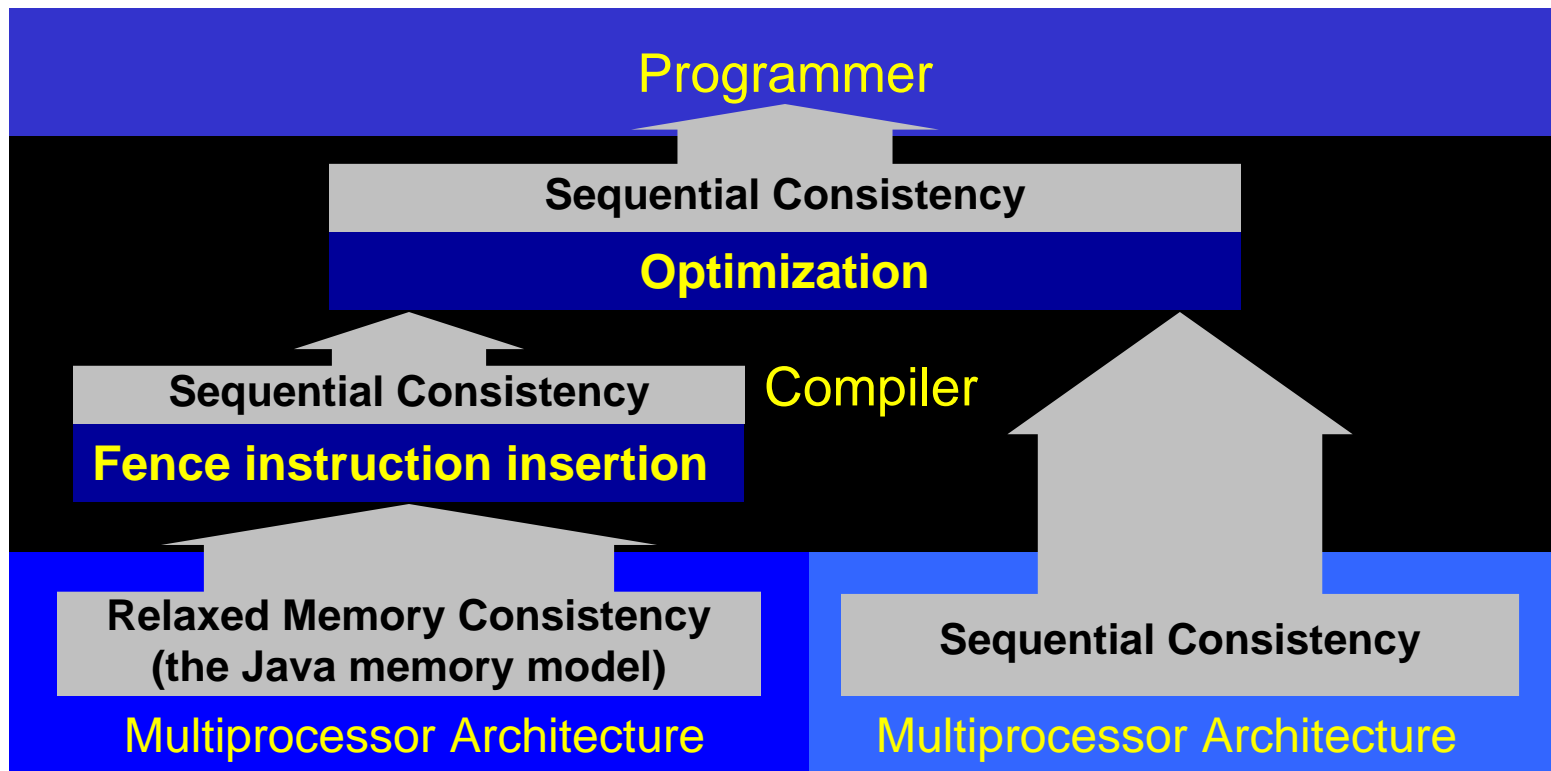 Programmer
Sequential Consistency
Optimization
Sequential Consistency
Compiler
Fence instruction insertion
Relaxed Memory Consistency
(the Java memory model)
Sequential Consistency
Multiprocessor Architecture
Multiprocessor Architecture